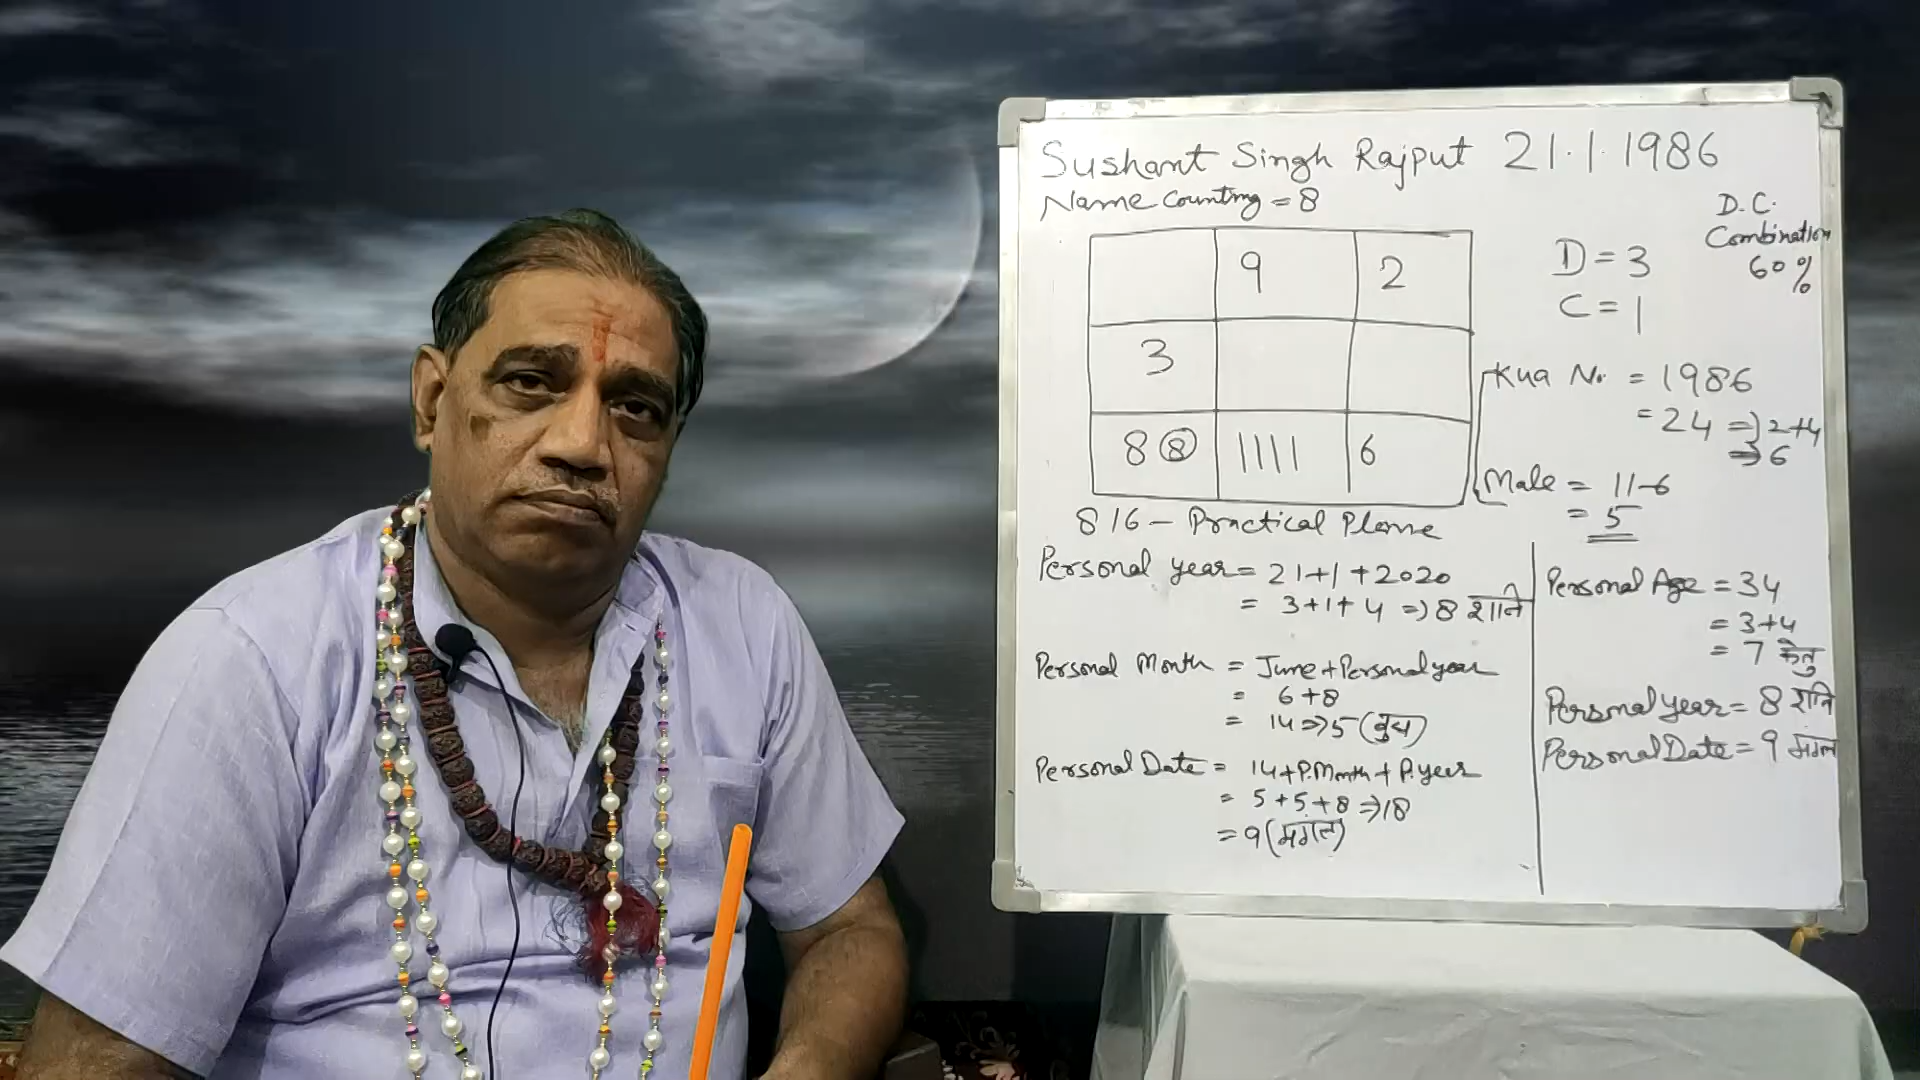 Sushant Singh Rajput 21.1.1986
Name Counting = 8
D.C.
Combination
60%
9 2
3
8 8 1111 6
D = 3
C = 1
Kua No. = 1986
= 24 => 2+4
=> 6
Male = 11-6
= 5
816 - Practical Plane
Personal year = 21+1+2020
= 3+1+4 => 8 शनि
Personal Month = June + Personal year
= 6+8
= 14 => 5 (बुध)
Personal Date = 14 + P.Month + P.year
= 5+5+8 => 18
= 9 (मंगल)
Personal Age = 34
= 3+4
= 7 केतु
Personal Year = 8 शनि
Personal Date = 9 मंगल